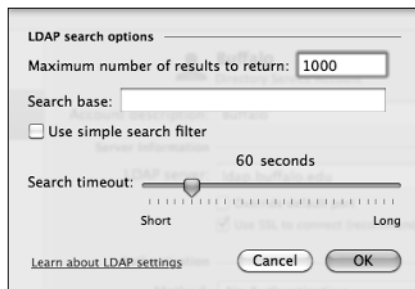 LDAP search options
Maximum number of results to return: 1000
Search base:
Use simple search filter
60 seconds
Search timeout:
Short Long
Learn about LDAP settings Cancel OK